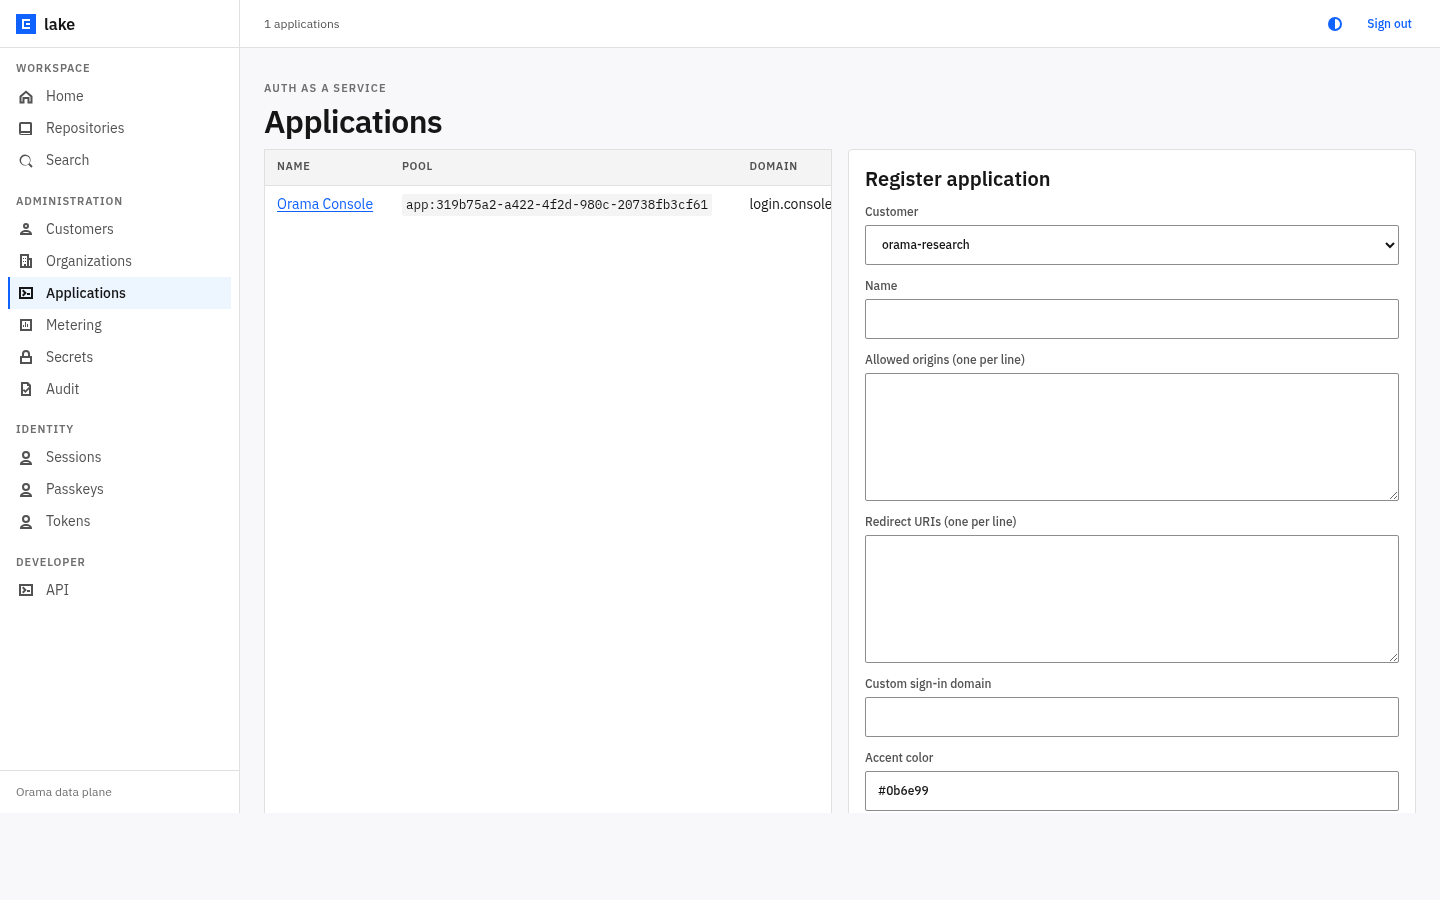 lake
1 applications
Sign out
WORKSPACE
Home
Repositories
Search
ADMINISTRATION
Customers
Organizations
Applications
Metering
Secrets
Audit
IDENTITY
Sessions
Passkeys
Tokens
DEVELOPER
API
Orama data plane
AUTH AS A SERVICE
Applications
NAME POOL DOMAIN
Orama Console app:319b75a2-a422-4f2d-980c-20738fb3cf61 login.console
Register application
Customer
orama-research
Name
Allowed origins (one per line)
Redirect URIs (one per line)
Custom sign-in domain
Accent color
#0b6e99